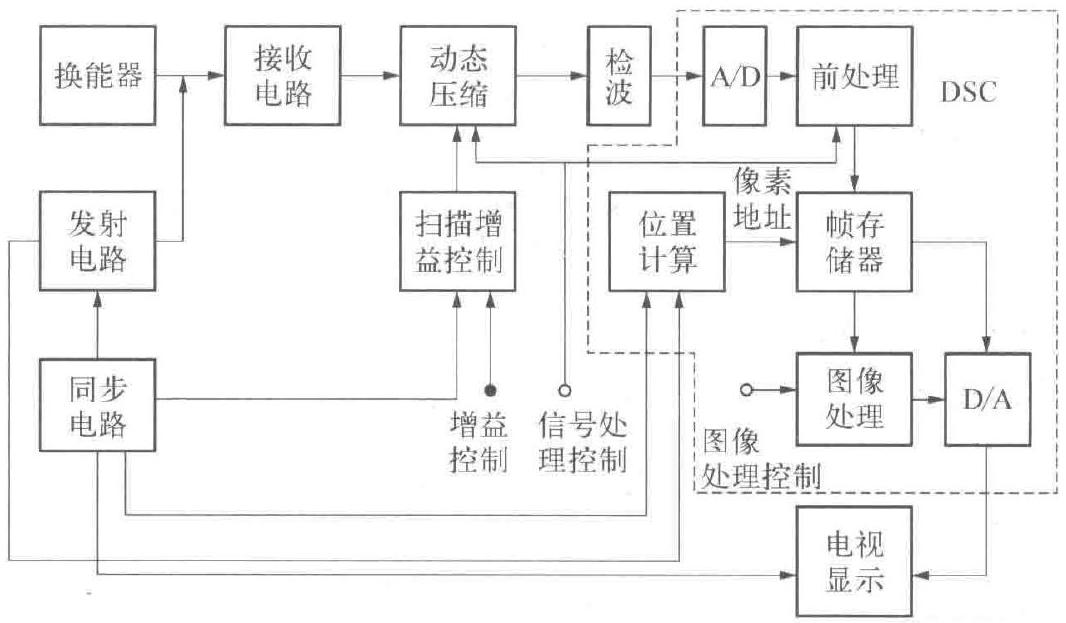 换能器
接收
电路
动态
压缩
检
波
A/D
前处理
DSC
发射
电路
扫描增
益控制
位置
计算
像素
地址
帧存
储器
同步
电路
增益
控制
信号处
理控制
图像
处理控制
图像
处理
D/A
电视
显示